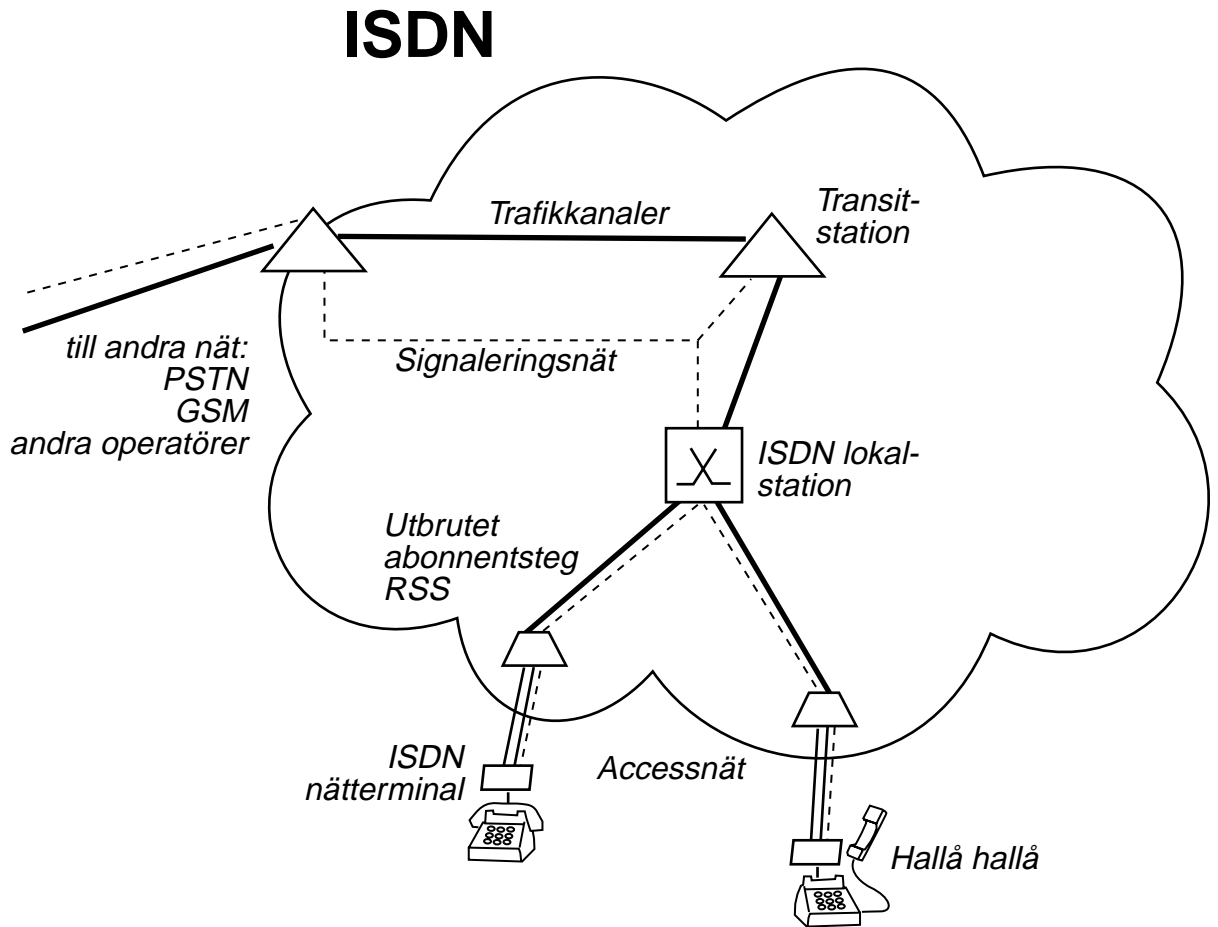 ISDN
Trafikkanaler
Transit-
station
till andra nät:
PSTN
GSM
andra operatörer
Signaleringsnät
ISDN lokal-
station
Utbrutet
abonnentsteg
RSS
ISDN
nätterminal
Accessnät
Hallå hallå